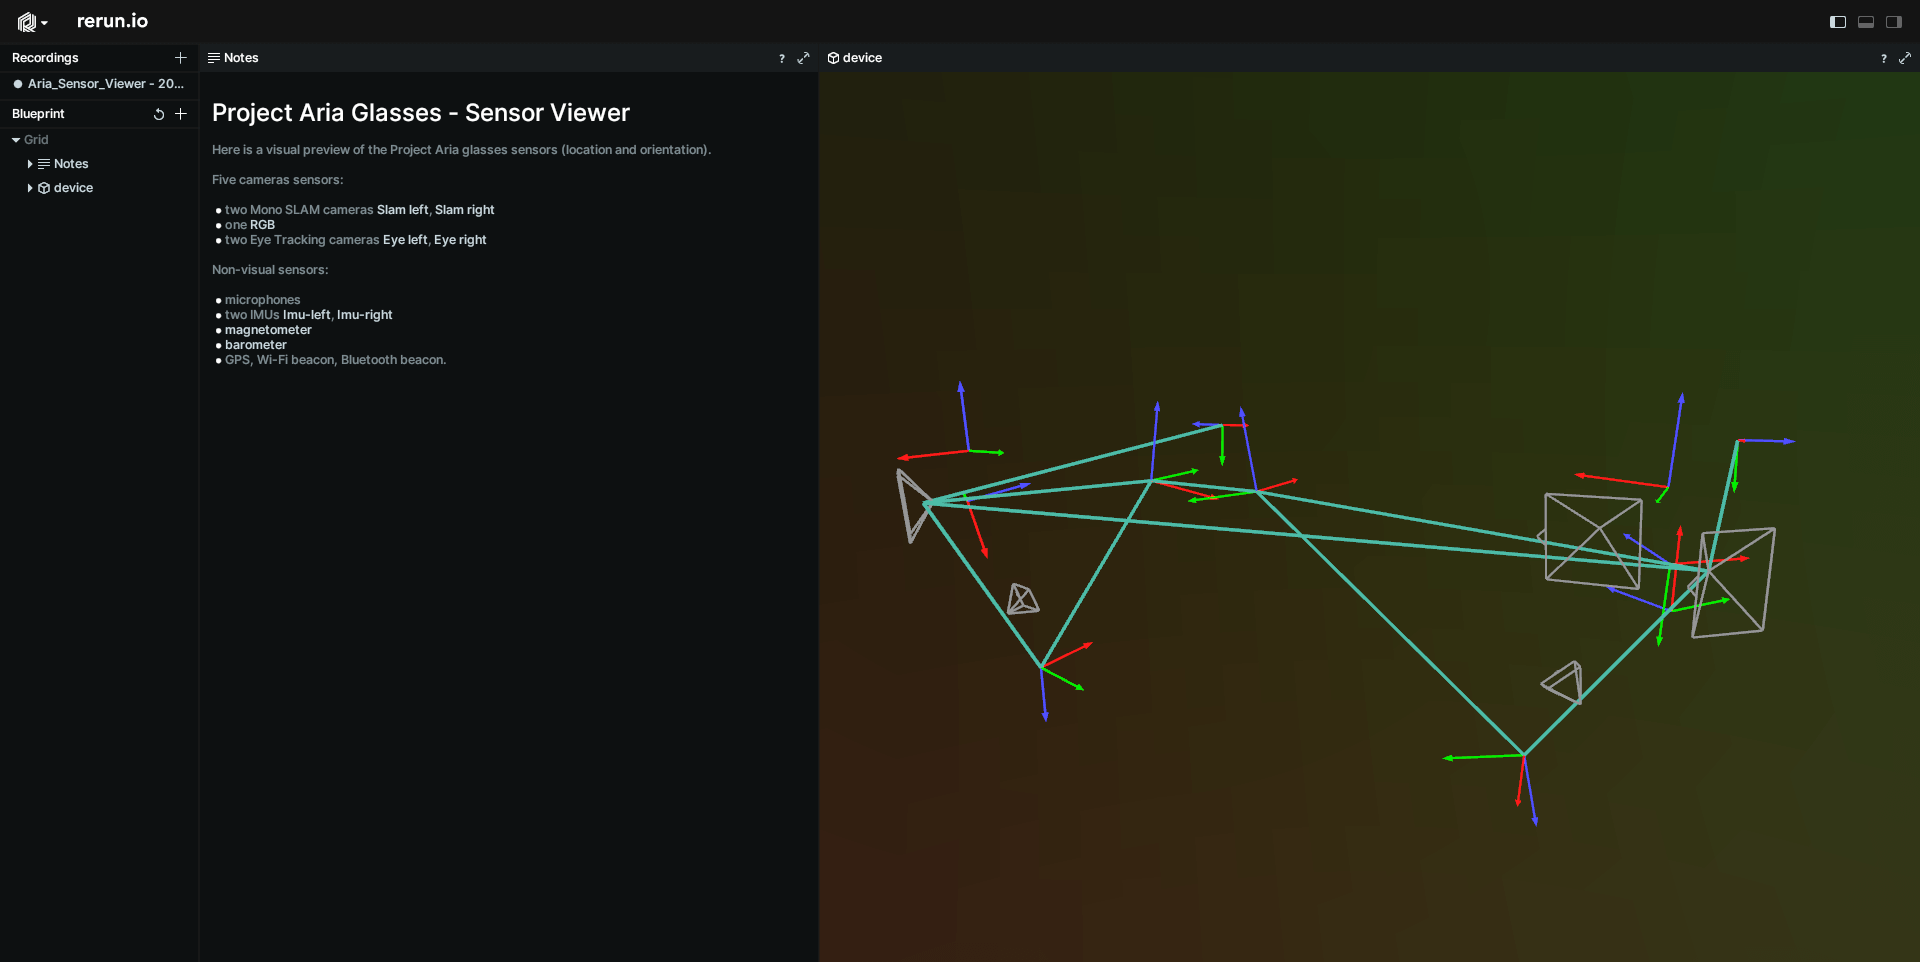 rerun.io
Recordings
Aria_Sensor_Viewer - 20...
Blueprint
Grid
Notes
device
Notes
?
Project Aria Glasses - Sensor Viewer
Here is a visual preview of the Project Aria glasses sensors (location and orientation).
Five cameras sensors:
two Mono SLAM cameras Slam left, Slam right
one RGB
two Eye Tracking cameras Eye left, Eye right
Non-visual sensors:
microphones
two IMUs Imu-left, Imu-right
magnetometer
barometer
GPS, Wi-Fi beacon, Bluetooth beacon.
device
?